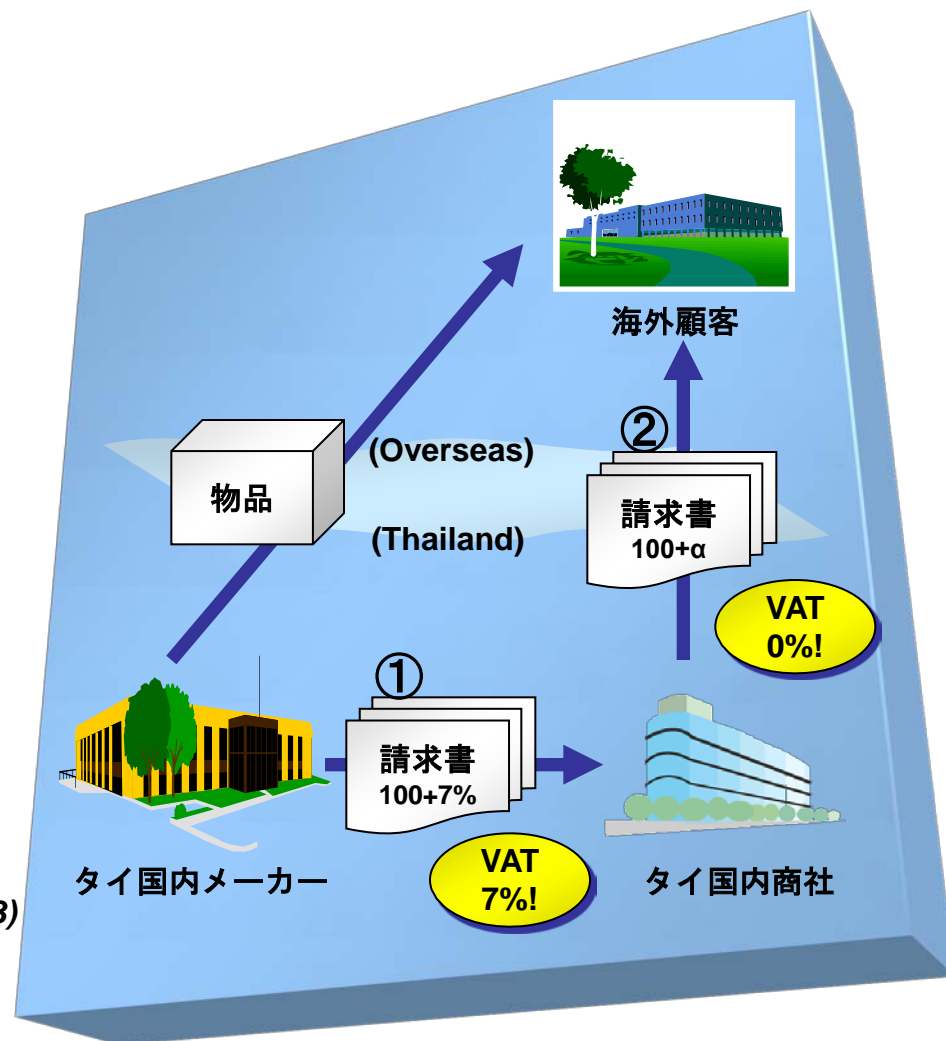 海外顧客
②
(Overseas)
物品
請求書
100+α
(Thailand)
VAT
0%!
①
請求書
100+7%
VAT
7%!
タイ国内メーカー
タイ国内商社
3)